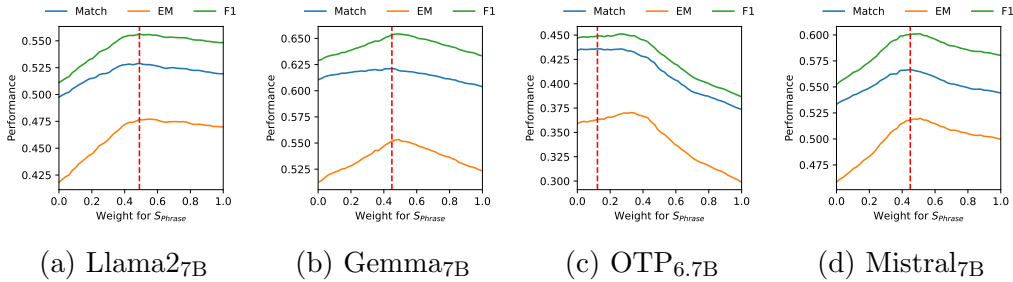 Match EM F1
0.550
0.525
0.500
0.475
0.450
0.425
Performance
0.0 0.2 0.4 0.6 0.8 1.0
Weight for S_Phrase
(a) Llama2_7B
Match EM F1
0.650
0.625
0.600
0.575
0.550
0.525
Performance
0.0 0.2 0.4 0.6 0.8 1.0
Weight for S_Phrase
(b) Gemma_7B
Match EM F1
0.450
0.425
0.400
0.375
0.350
0.325
0.300
Performance
0.0 0.2 0.4 0.6 0.8 1.0
Weight for S_Phrase
(c) OTP_6.7B
Match EM F1
0.600
0.575
0.550
0.525
0.500
0.475
Performance
0.0 0.2 0.4 0.6 0.8 1.0
Weight for S_Phrase
(d) Mistral_7B